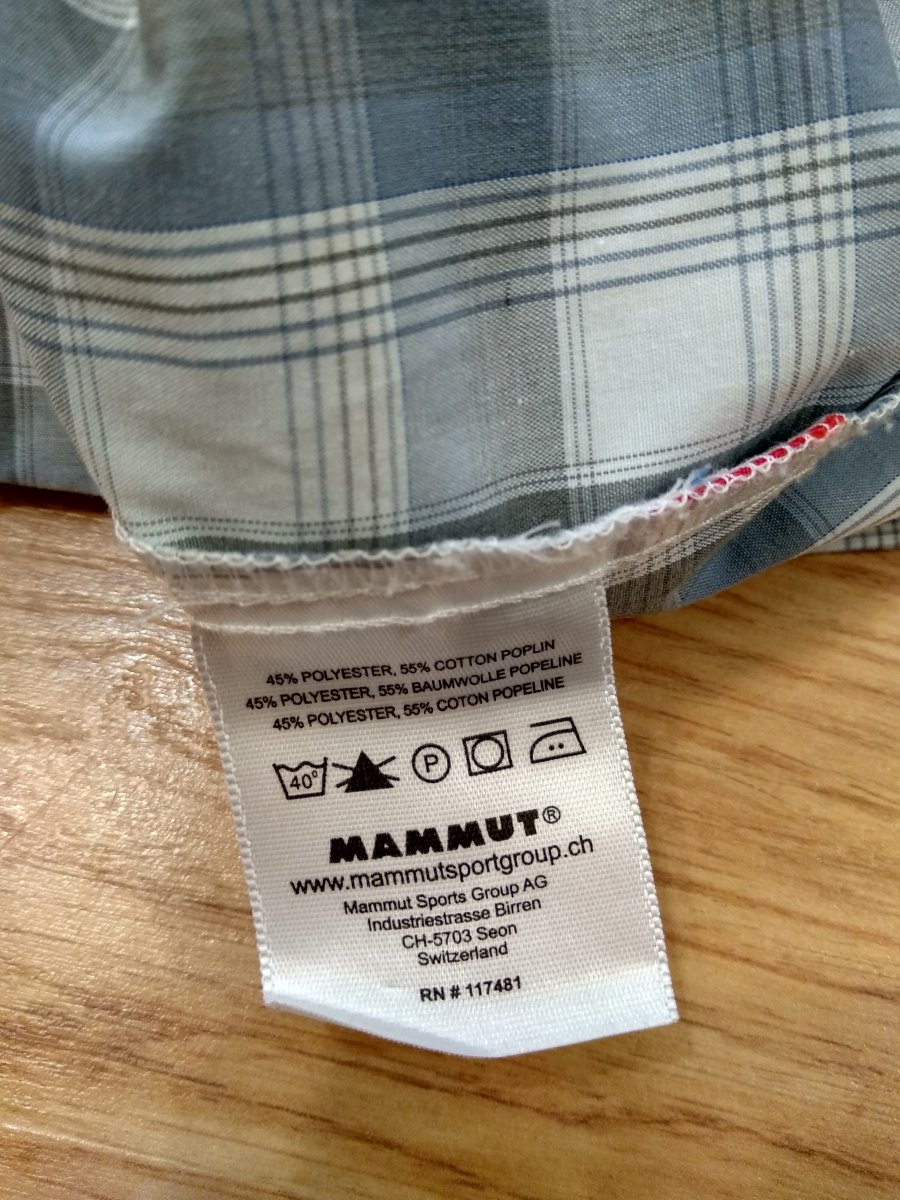 45% POLYESTER, 55% COTTON POPLIN
45% POLYESTER, 55% BAUMWOLLE POPELINE
45% POLYESTER, 55% COTON POPELINE
40° P
MAMMUT®
www.mammutsportgroup.ch
Mammut Sports Group AG
Industriestrasse Birren
CH-5703 Seon
Switzerland
RN # 117481